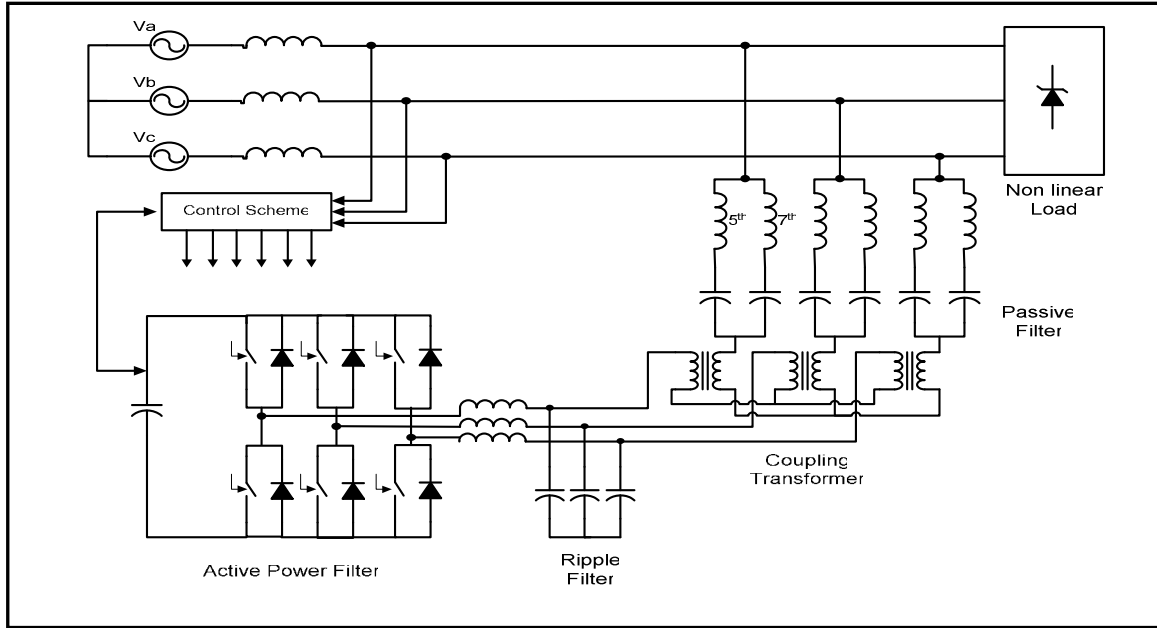 Va
Vb
Vc
Control Scheme
Non linear
Load
5th
7th
Passive
Filter
Coupling
Transformer
Ripple
Filter
Active Power Filter